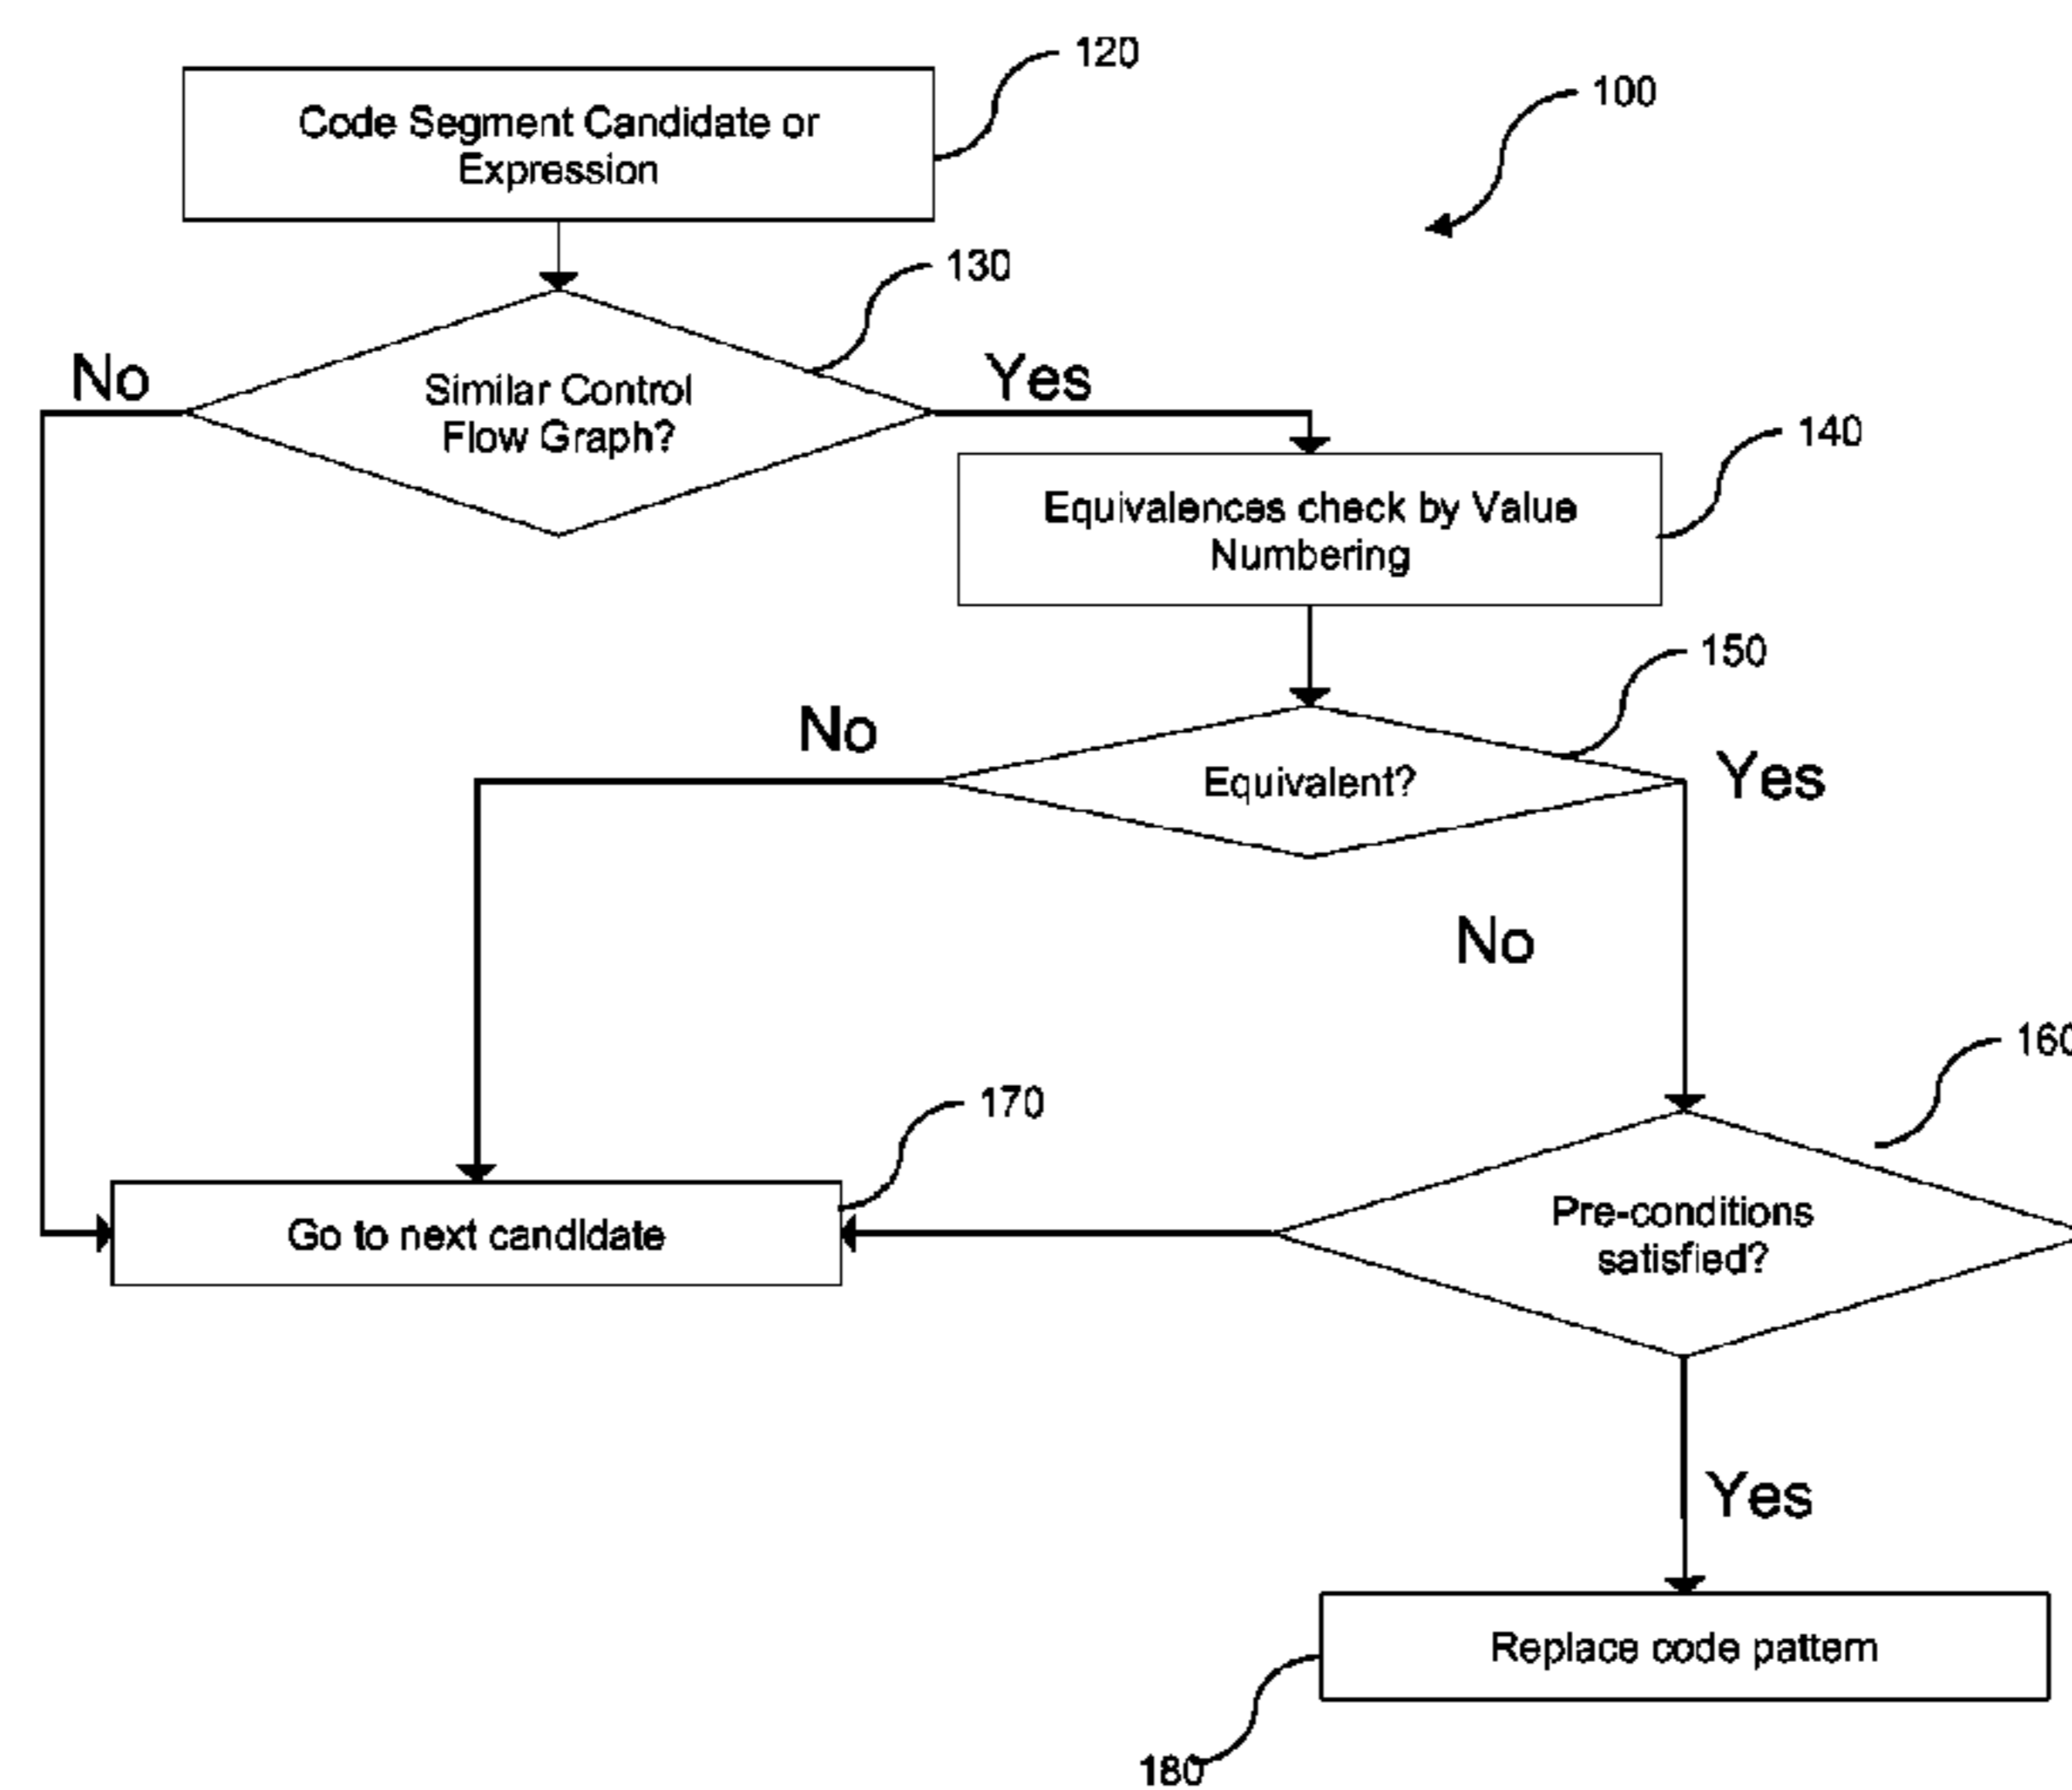 120
100
Code Segment Candidate or
Expression
130
No
Yes
Similar Control
Flow Graph?
140
Equivalences check by Value
Numbering
150
No
Yes
Equivalent?
No
160
170
Pre-conditions
satisfied?
Go to next candidate
Yes
Replace code pattern
180